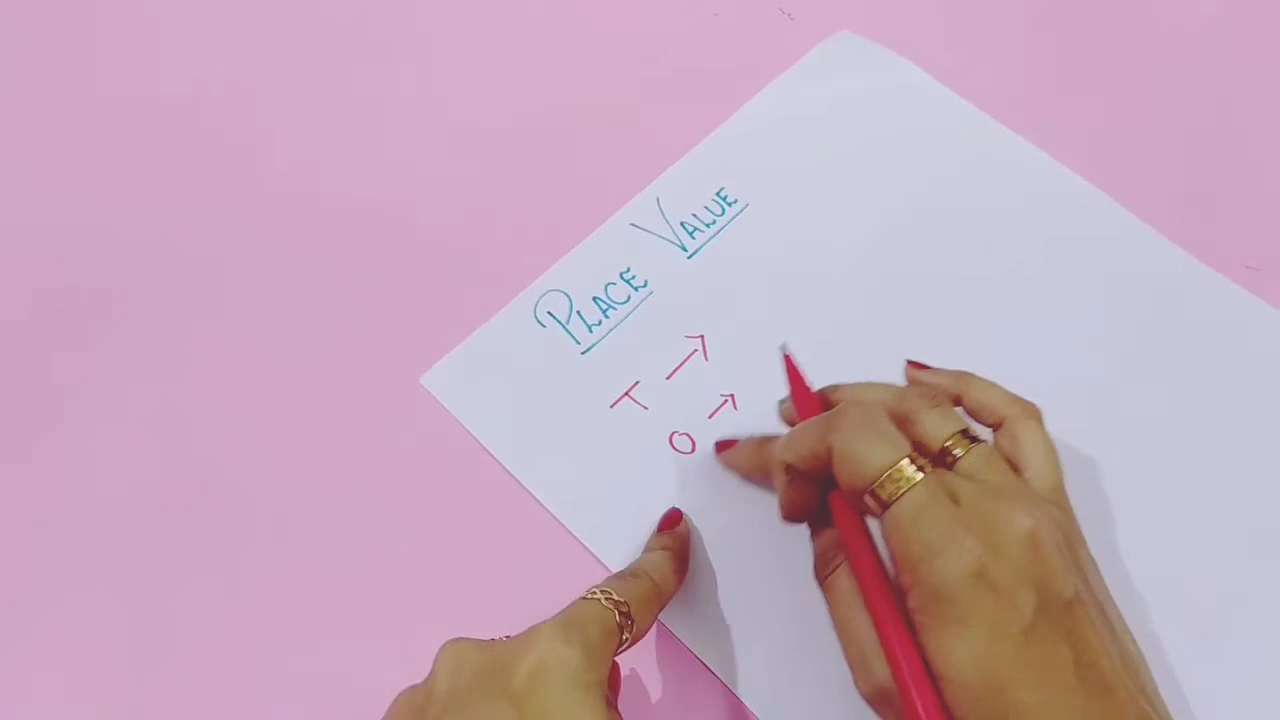 PLACE VALUE
T →
O →